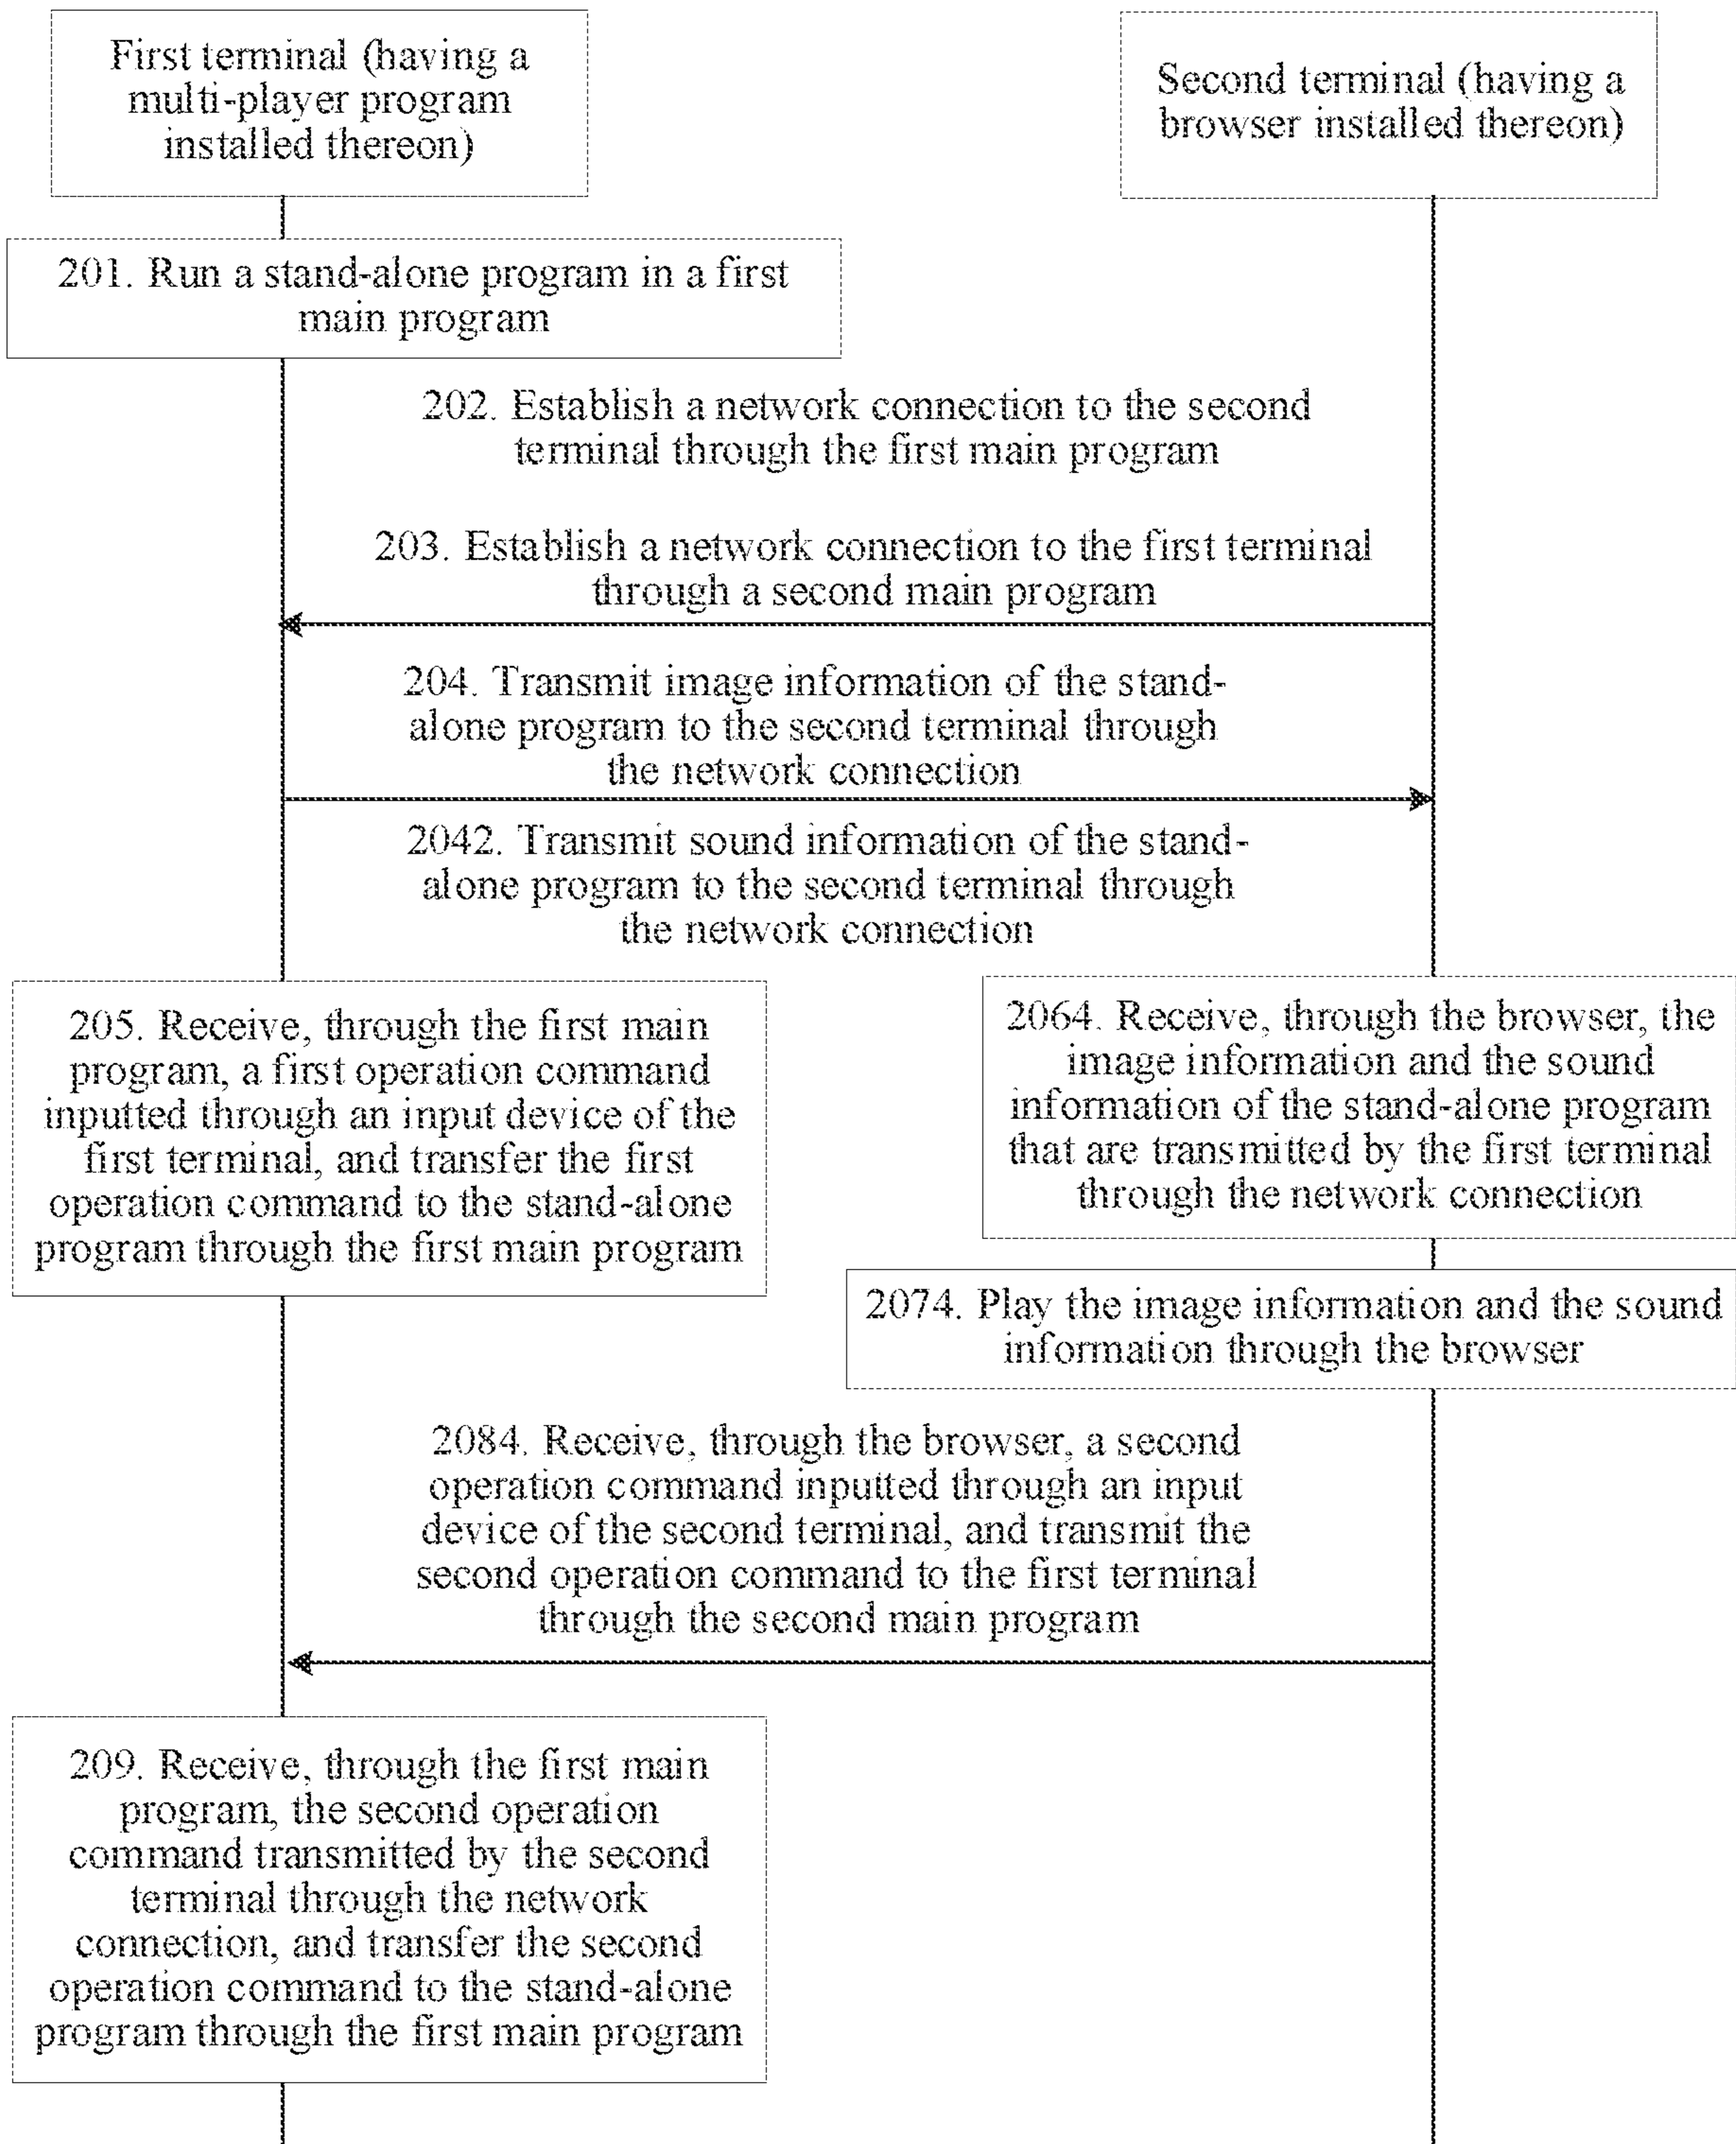 First terminal (having a
multi-player program
installed thereon)
Second terminal (having a
browser installed thereon)
201. Run a stand-alone program in a first
main program
202. Establish a network connection to the second
terminal through the first main program
203. Establish a network connection to the first terminal
through a second main program
204. Transmit image information of the stand-
alone program to the second terminal through
the network connection
2042. Transmit sound information of the stand-
alone program to the second terminal through
the network connection
205. Receive, through the first main
program, a first operation command
inputted through an input device of the
first terminal, and transfer the first
operation command to the stand-alone
program through the first main program
2064. Receive, through the browser, the
image information and the sound
information of the stand-alone program
that are transmitted by the first terminal
through the network connection
2074. Play the image information and the sound
information through the browser
2084. Receive, through the browser, a second
operation command inputted through an input
device of the second terminal, and transmit the
second operation command to the first terminal
through the second main program
209. Receive, through the first main
program, the second operation
command transmitted by the second
terminal through the network
connection, and transfer the second
operation command to the stand-alone
program through the first main program